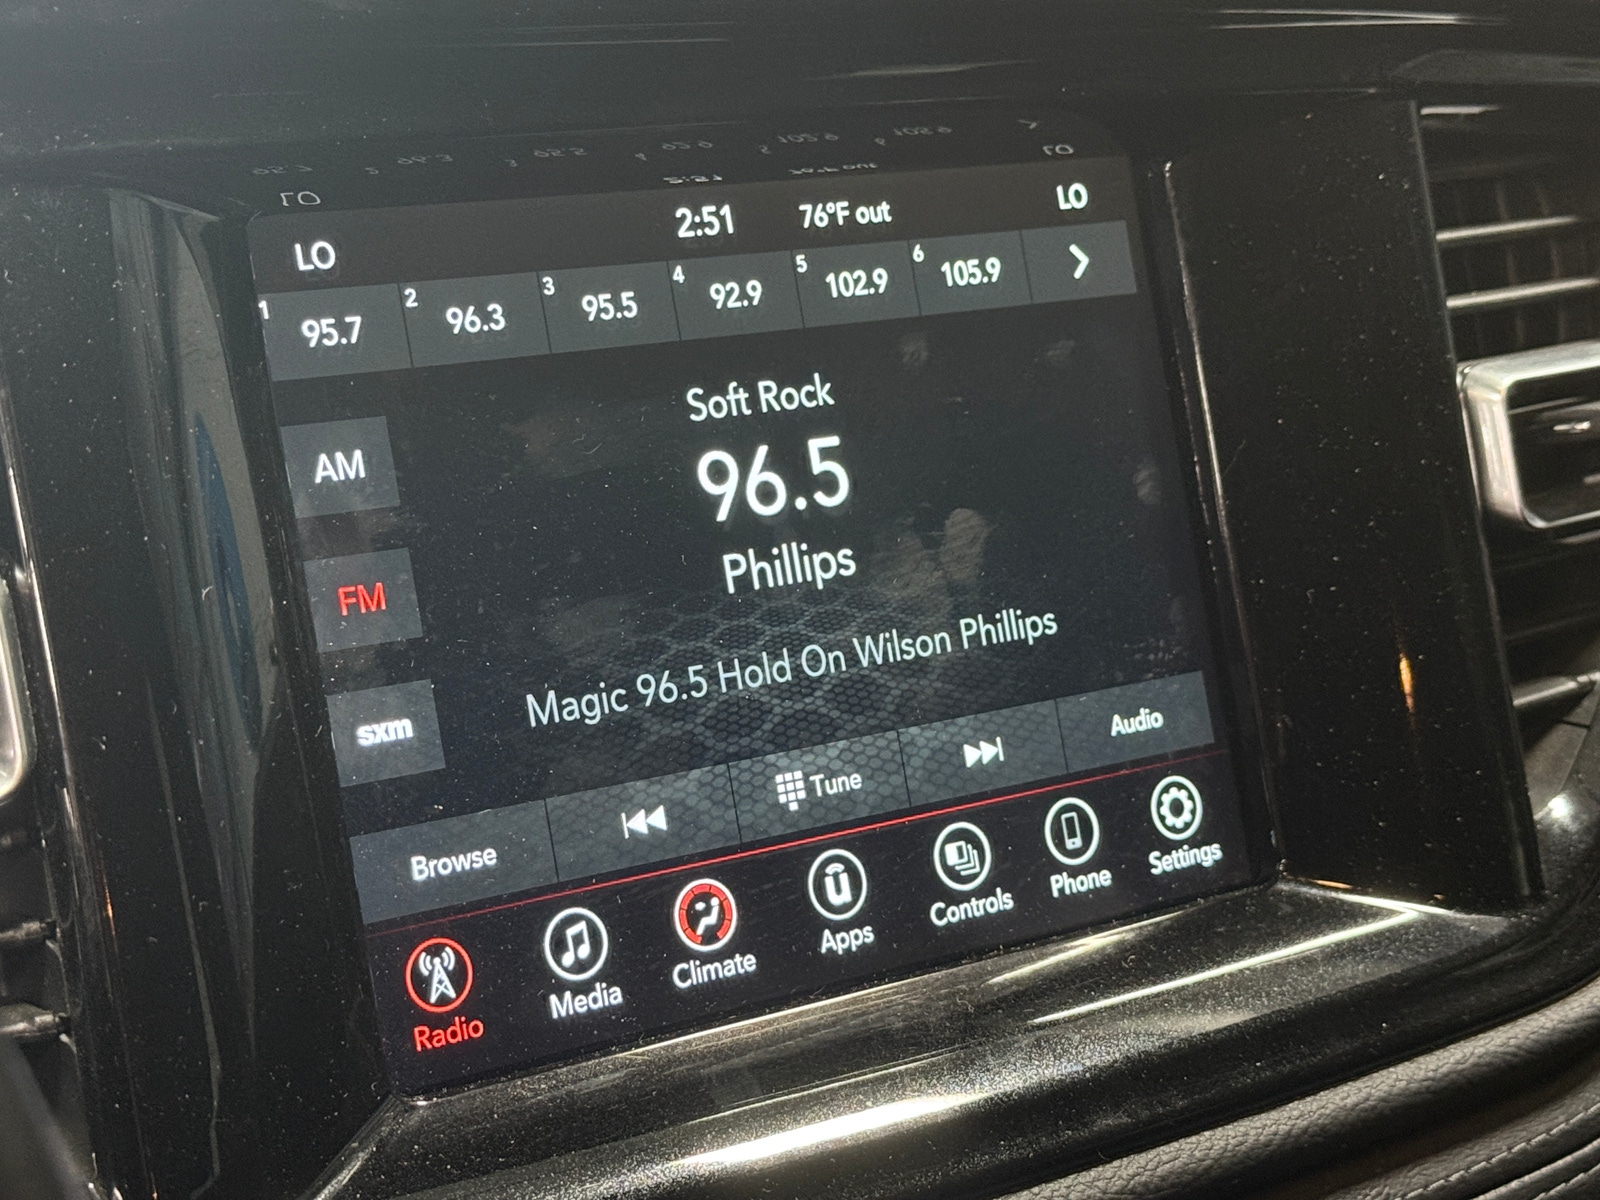 LO 2:51 76°F out LO
1 95.7 2 96.3 3 95.5 4 92.9 5 102.9 6 105.9
Soft Rock
AM
96.5
FM
Phillips
Magic 96.5 Hold On Wilson Phillips
sxm
Browse Tune Audio
Radio Media Climate Apps Controls Phone Settings